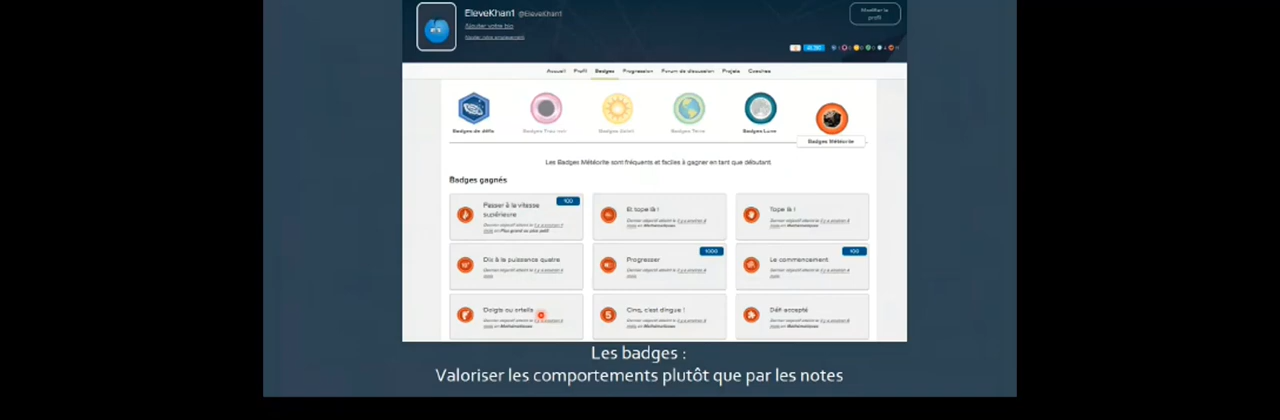 EleveKhan1 @EleveKhan1
Ajouter votre bio
Modifier le
profil
Accueil Profil Badges Progression Forum de discussion Projets Coaches
Badges de défis Badges Trou noir Badges Soleil Badges Terre Badges Lune Badges Météorite
Les Badges Météorite sont fréquents et faciles à gagner en tant que débutant.
Badges gagnés
Passer à la vitesse
supérieure
100
Et tope là !
Tope là !
Dix à la puissance quatre
Progresser
1000
Le commencement
100
Doigts ou orteils
Cinq, c'est dingue !
Défi accepté
Les badges :
Valoriser les comportements plutôt que par les notes